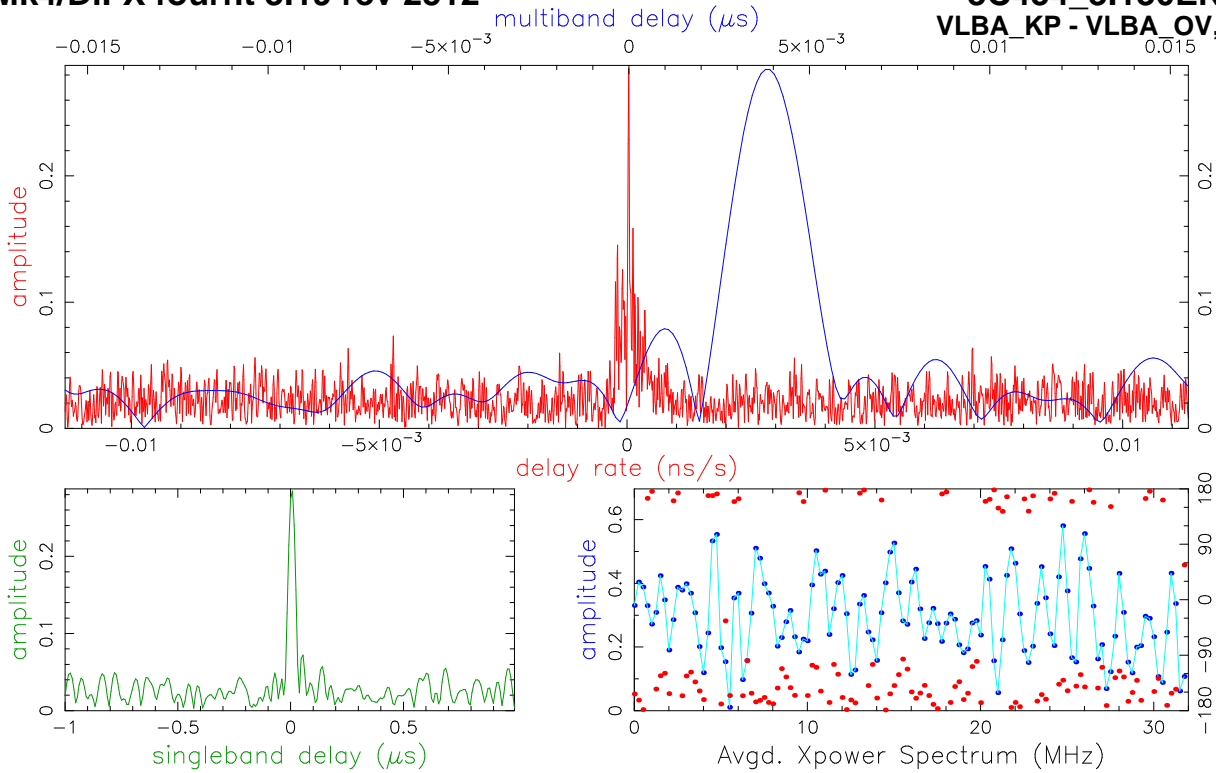 multiband delay (μs)
VLBA_KP - VLBA_OV,
−0.015 −0.01 −5×10⁻³ 0 5×10⁻³ 0.01 0.015
amplitude
0 0.1 0.2
0 0.1 0.2
−0.01 −5×10⁻³ 0 5×10⁻³ 0.01
delay rate (ns/s)
amplitude
0 0.1 0.2
−1 −0.5 0 0.5
singleband delay (μs)
amplitude
0 0.2 0.4 0.6
−180 −90 0 90 180
0 10 20 30
Avgd. Xpower Spectrum (MHz)